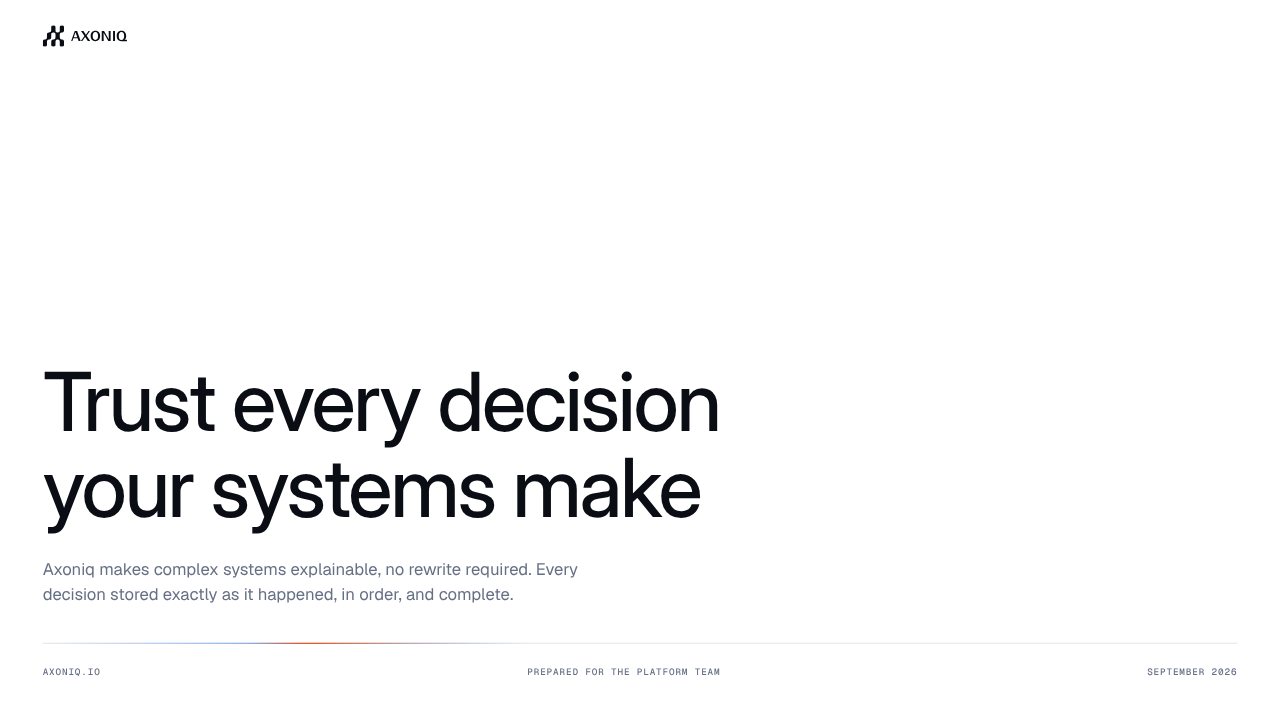 AXONIQ
Trust every decision
your systems make
Axoniq makes complex systems explainable, no rewrite required. Every
decision stored exactly as it happened, in order, and complete.
AXONIQ.IO
PREPARED FOR THE PLATFORM TEAM
SEPTEMBER 2026